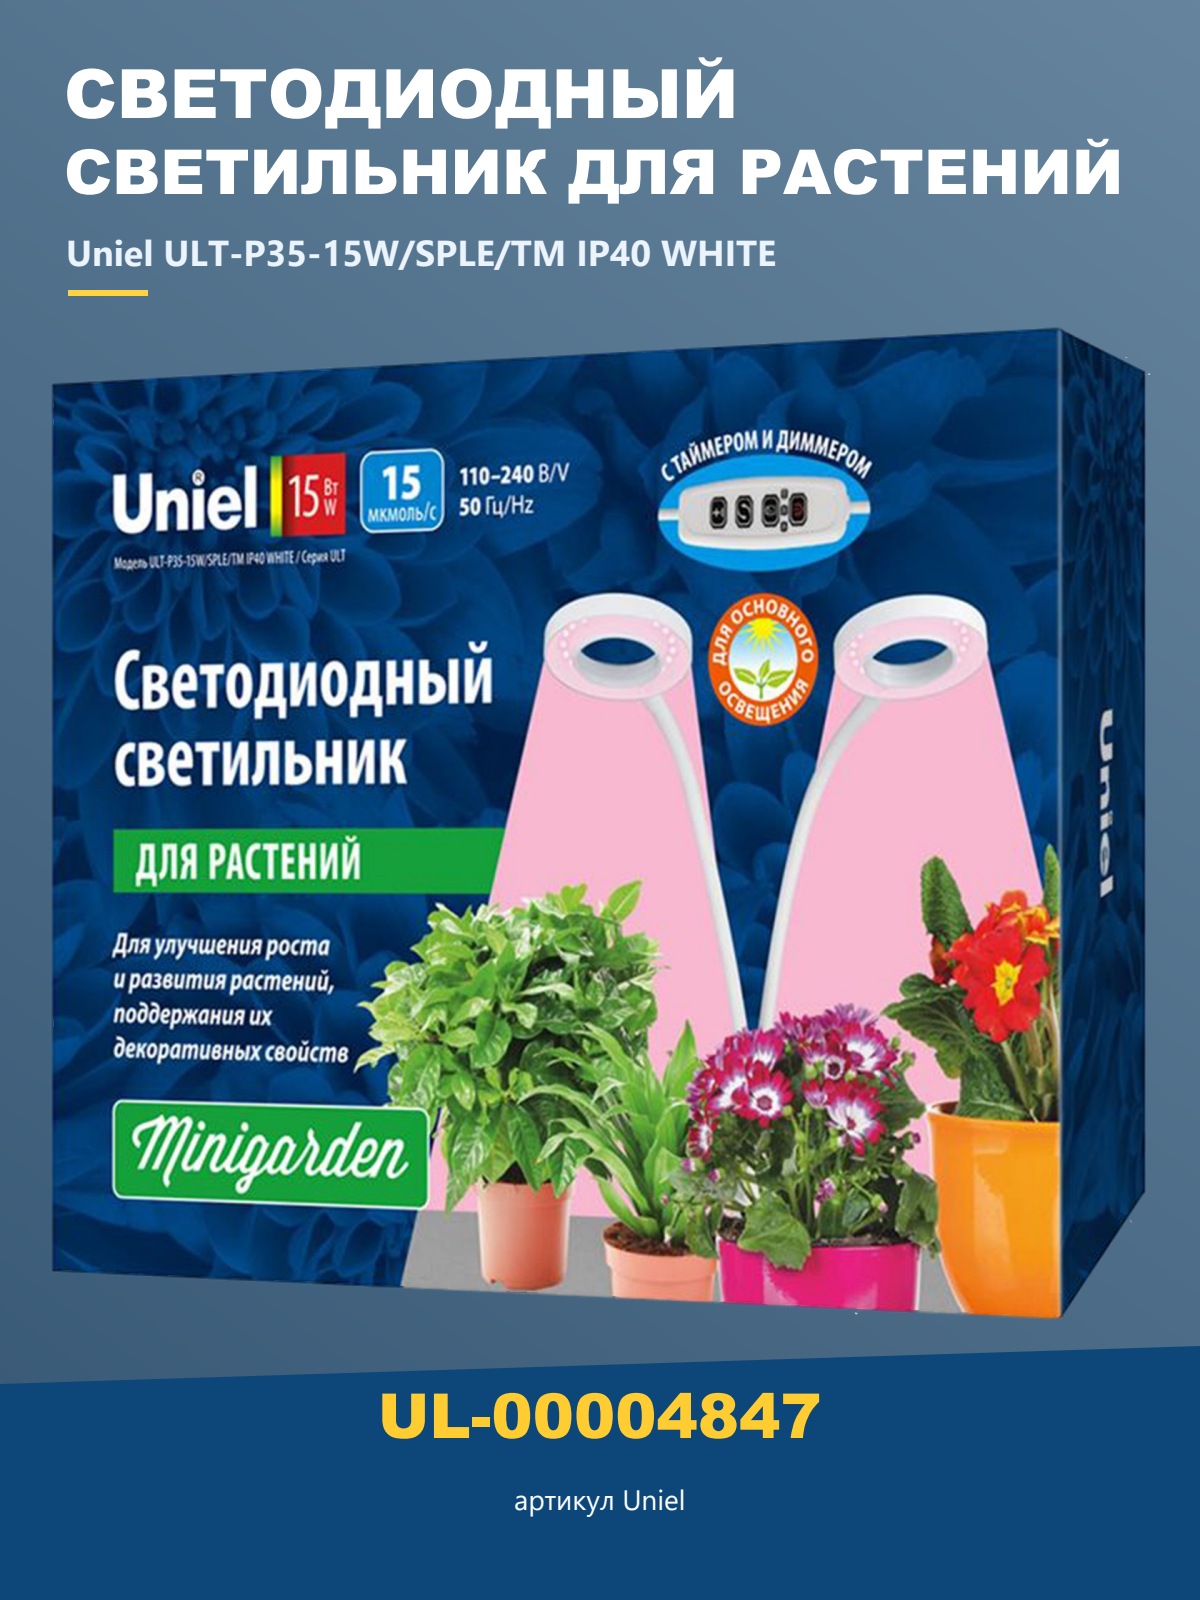 СВЕТОДИОДНЫЙ
СВЕТИЛЬНИК ДЛЯ РАСТЕНИЙ
Uniel ULT-P35-15W/SPLE/TM IP40 WHITE
С ТАЙМЕРОМ И ДИММЕРОМ
Uniel®
15 Вт W
15 мкмоль/с
110–240 В/V
50 Гц/Hz
Модель ULT-P35-15W/SPLE/TM IP40 WHITE / Серия ULT
ДЛЯ ОСНОВНОГО
ОСВЕЩЕНИЯ
Светодиодный
светильник
ДЛЯ РАСТЕНИЙ
Uniel
Для улучшения роста
и развития растений,
поддержания их
декоративных свойств
Minigarden
UL-00004847
артикул Uniel